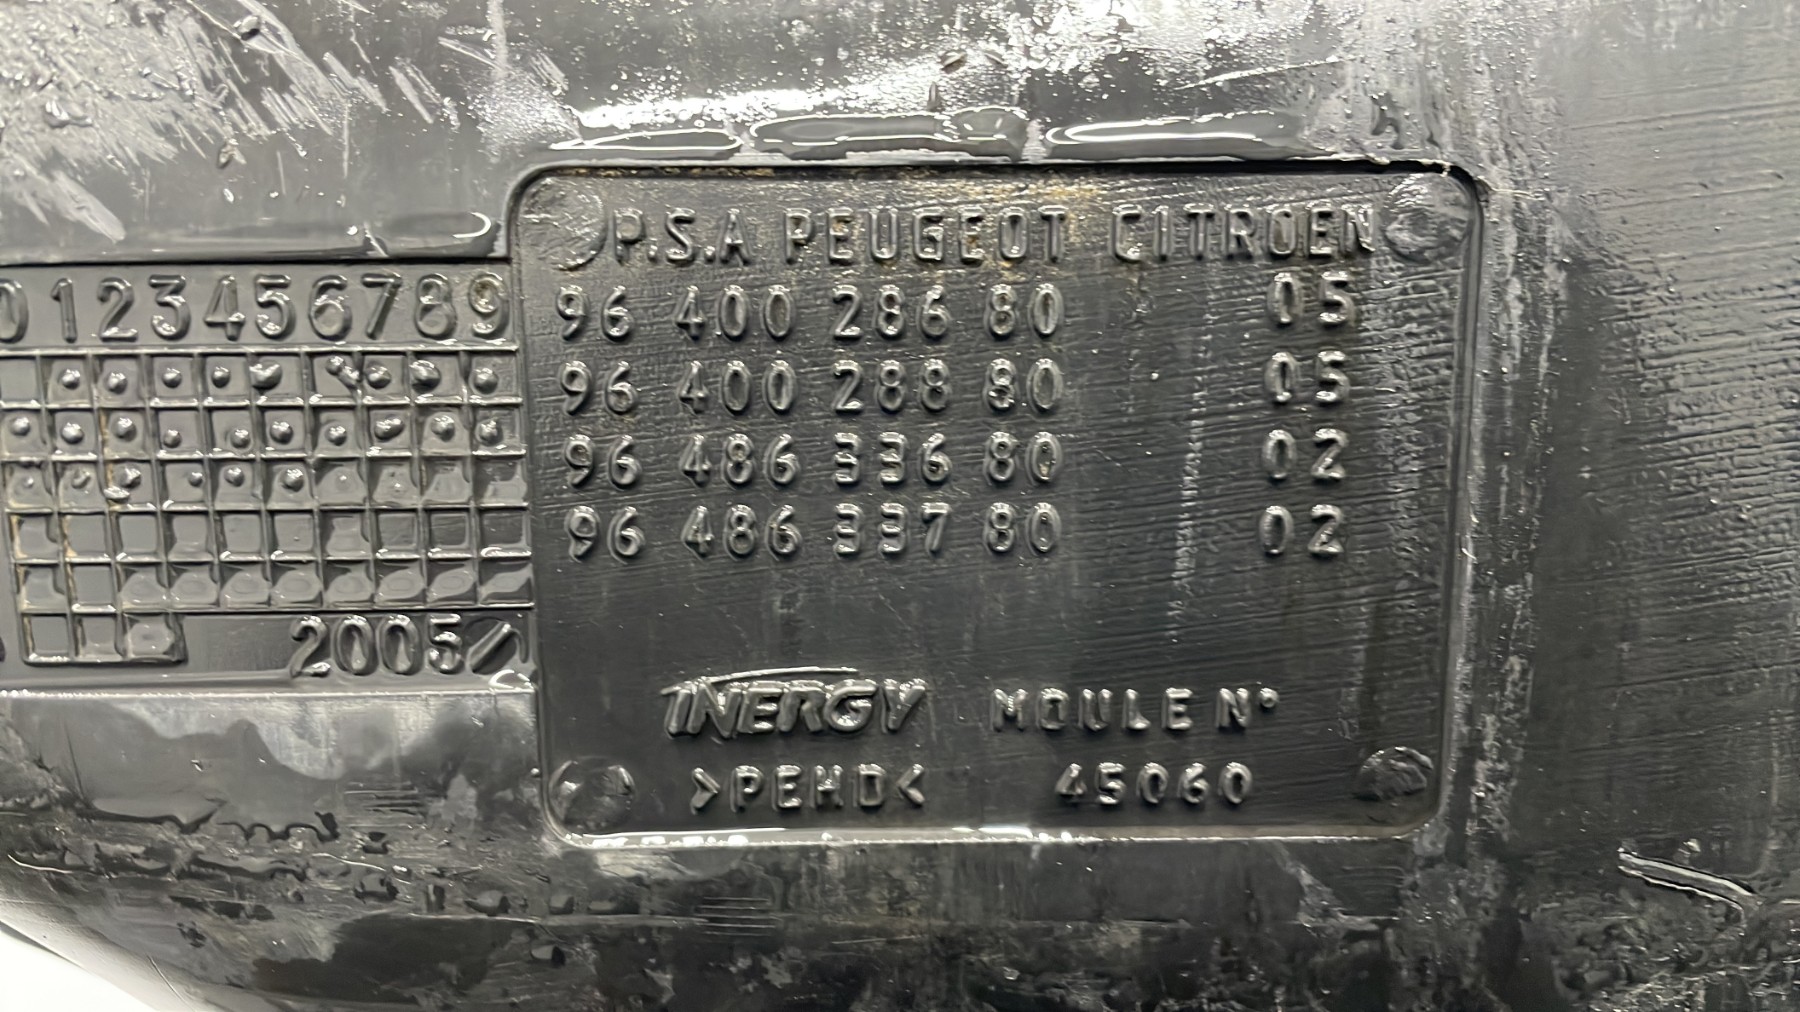 P.S.A PEUGEOT CITROEN
96 400 286 80 05
96 400 288 80 05
96 486 336 80 02
96 486 337 80 02
INERGY MOULE N°
>PEHD< 45060
0123456789
2005/